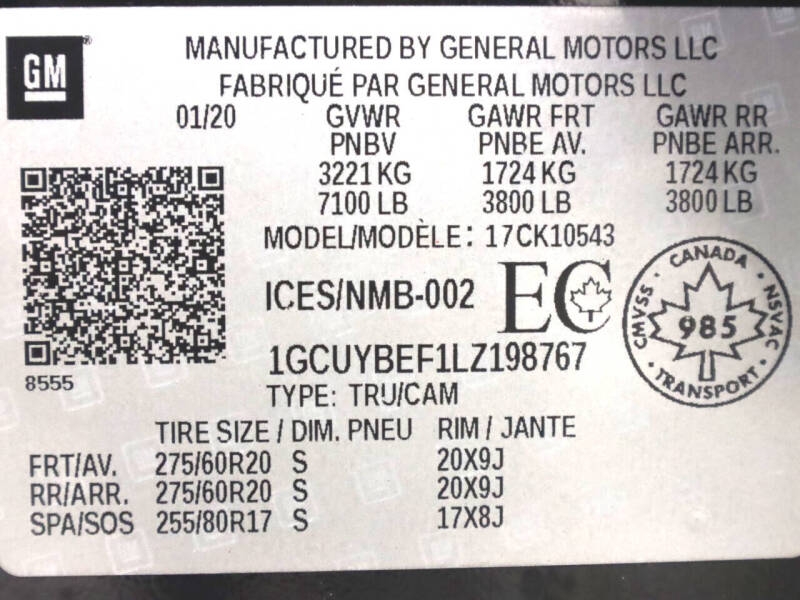 GM®
MANUFACTURED BY GENERAL MOTORS LLC
FABRIQUÉ PAR GENERAL MOTORS LLC
01/20 GVWR GAWR FRT GAWR RR
PNBV PNBE AV. PNBE ARR.
3221 KG 1724 KG 1724 KG
7100 LB 3800 LB 3800 LB
MODEL/MODÈLE: 17CK10543
ICES/NMB-002 EC
CANADA
CMVSS · NSVAC
985
TRANSPORT
1GCUYBEF1LZ198767
8555
TYPE: TRU/CAM
TIRE SIZE / DIM. PNEU RIM / JANTE
FRT/AV. 275/60R20 S 20X9J
RR/ARR. 275/60R20 S 20X9J
SPA/SOS 255/80R17 S 17X8J